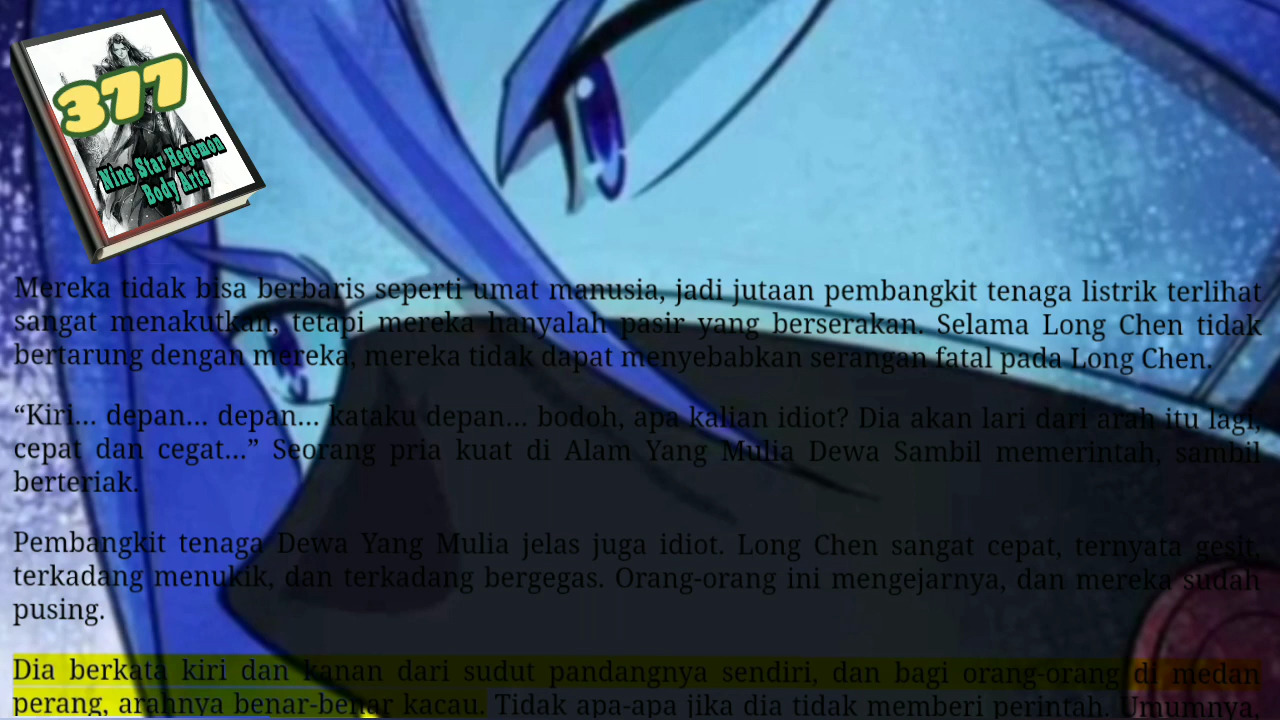 377
Nine Star Hegemon
Body Arts
Mereka tidak bisa berbaris seperti umat manusia, jadi jutaan pembangkit tenaga listrik terlihat
sangat menakutkan, tetapi mereka hanyalah pasir yang berserakan. Selama Long Chen tidak
bertarung dengan mereka, mereka tidak dapat menyebabkan serangan fatal pada Long Chen.
“Kiri... depan... depan... kataku depan... bodoh, apa kalian idiot? Dia akan lari dari arah itu lagi,
cepat dan cegat...” Seorang pria kuat di Alam Yang Mulia Dewa Sambil memerintah, sambil
berteriak.
Pembangkit tenaga Dewa Yang Mulia jelas juga idiot. Long Chen sangat cepat, ternyata gesit,
terkadang menukik, dan terkadang bergegas. Orang-orang ini mengejarnya, dan mereka sudah
pusing.
Dia berkata kiri dan kanan dari sudut pandangnya sendiri, dan bagi orang-orang di medan
perang, arahnya benar-benar kacau. Tidak apa-apa jika dia tidak memberi perintah. Umumnya,